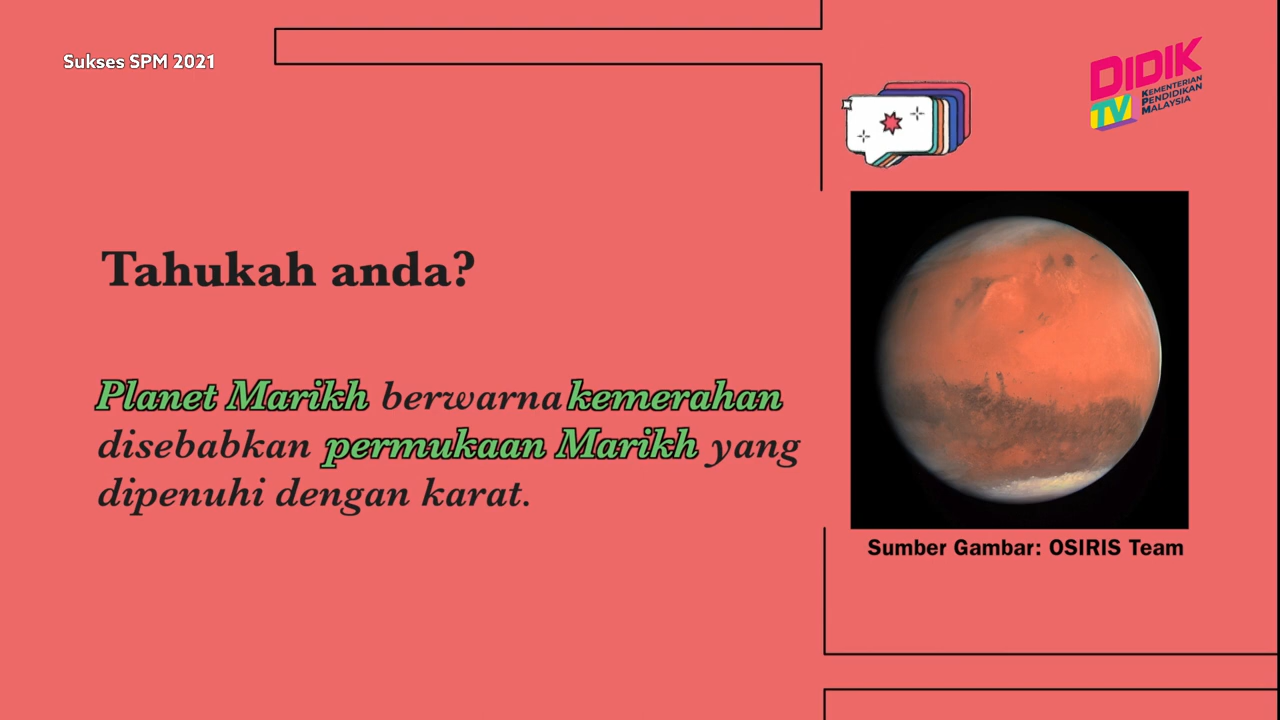 Sukses SPM 2021
DIDIK
TV KEMENTERIAN
PENDIDIKAN
MALAYSIA
Tahukah anda?
Planet Marikh berwarna kemerahan
disebabkan permukaan Marikh yang
dipenuhi dengan karat.
Sumber Gambar: OSIRIS Team